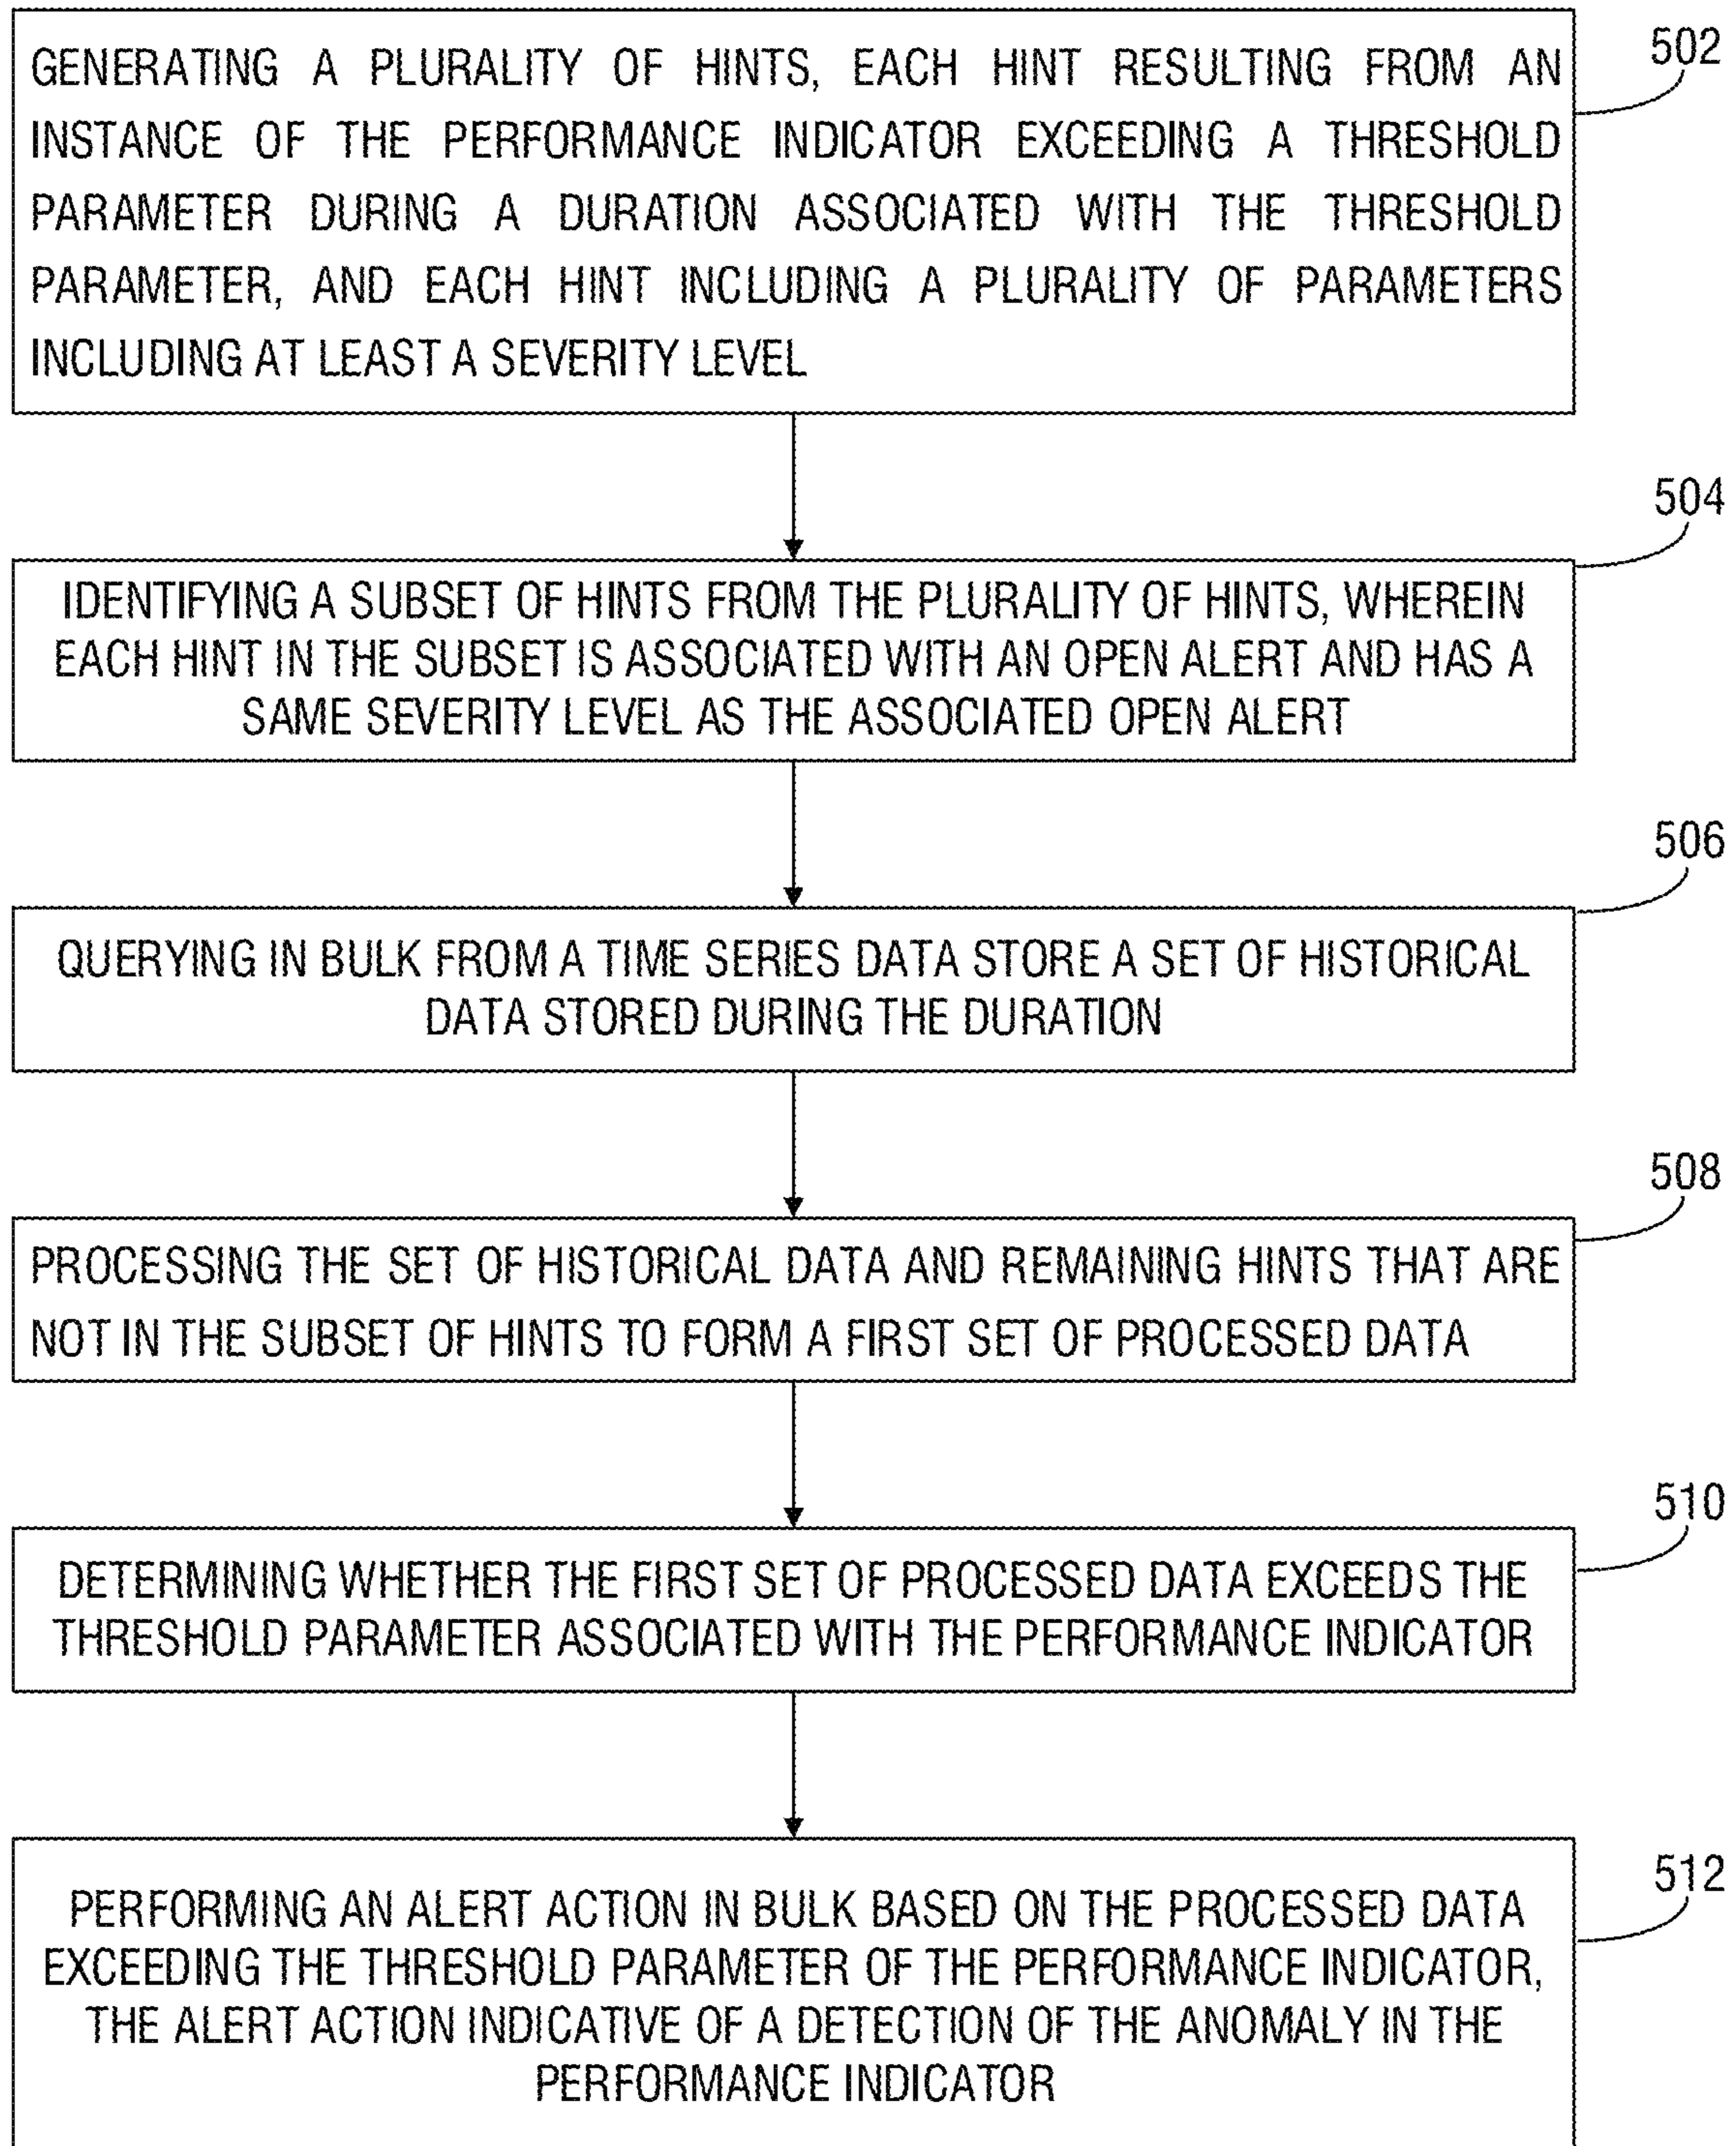 502
GENERATING A PLURALITY OF HINTS, EACH HINT RESULTING FROM AN
INSTANCE OF THE PERFORMANCE INDICATOR EXCEEDING A THRESHOLD
PARAMETER DURING A DURATION ASSOCIATED WITH THE THRESHOLD
PARAMETER, AND EACH HINT INCLUDING A PLURALITY OF PARAMETERS
INCLUDING AT LEAST A SEVERITY LEVEL
504
IDENTIFYING A SUBSET OF HINTS FROM THE PLURALITY OF HINTS, WHEREIN
EACH HINT IN THE SUBSET IS ASSOCIATED WITH AN OPEN ALERT AND HAS A
SAME SEVERITY LEVEL AS THE ASSOCIATED OPEN ALERT
506
QUERYING IN BULK FROM A TIME SERIES DATA STORE A SET OF HISTORICAL
DATA STORED DURING THE DURATION
508
PROCESSING THE SET OF HISTORICAL DATA AND REMAINING HINTS THAT ARE
NOT IN THE SUBSET OF HINTS TO FORM A FIRST SET OF PROCESSED DATA
510
DETERMINING WHETHER THE FIRST SET OF PROCESSED DATA EXCEEDS THE
THRESHOLD PARAMETER ASSOCIATED WITH THE PERFORMANCE INDICATOR
512
PERFORMING AN ALERT ACTION IN BULK BASED ON THE PROCESSED DATA
EXCEEDING THE THRESHOLD PARAMETER OF THE PERFORMANCE INDICATOR,
THE ALERT ACTION INDICATIVE OF A DETECTION OF THE ANOMALY IN THE
PERFORMANCE INDICATOR